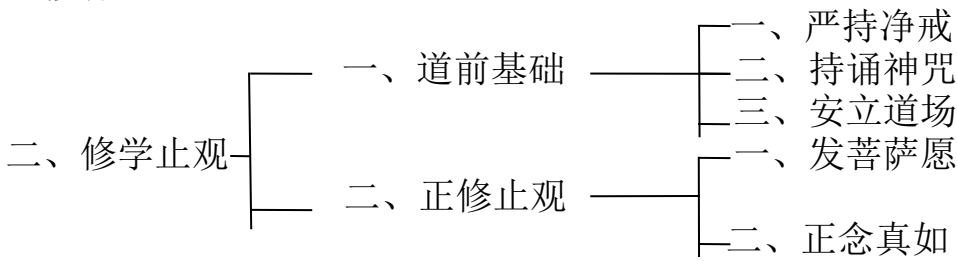 一、严持净戒
一、道前基础
二、持诵神咒
三、安立道场
二、修学止观
一、发菩萨愿
二、正修止观
二、正念真如